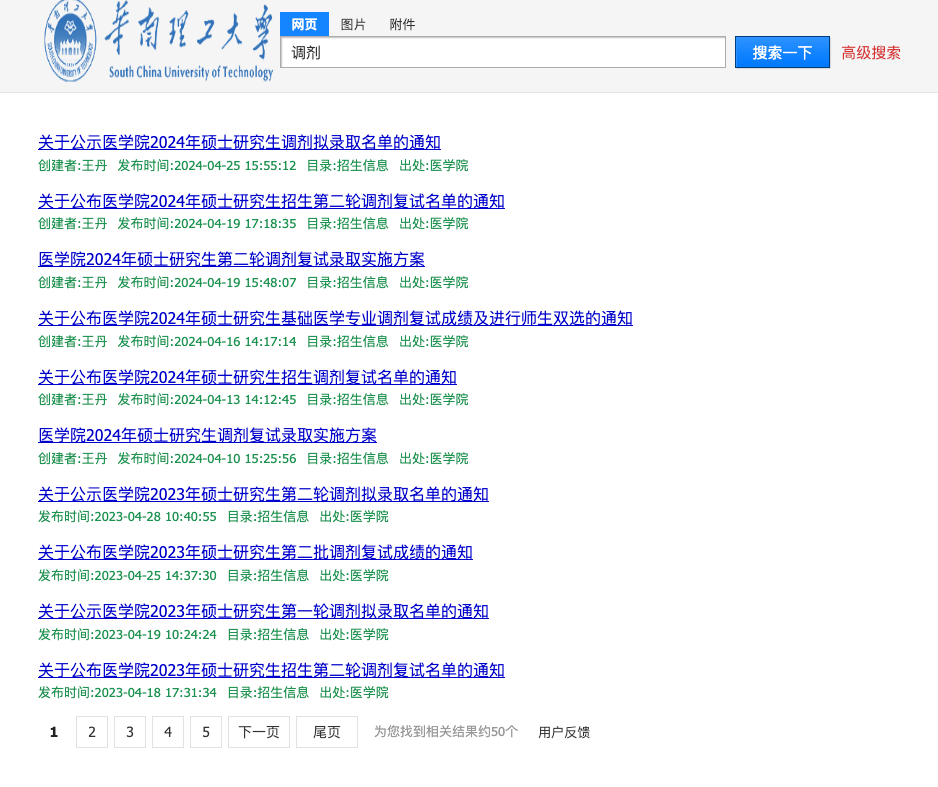 华南理工大学
South China University of Technology
网页 图片 附件
调剂
搜索一下 高级搜索
关于公示医学院2024年硕士研究生调剂拟录取名单的通知
创建者:王丹 发布时间:2024-04-25 15:55:12 目录:招生信息 出处:医学院
关于公布医学院2024年硕士研究生招生第二轮调剂复试名单的通知
创建者:王丹 发布时间:2024-04-19 17:18:35 目录:招生信息 出处:医学院
医学院2024年硕士研究生第二轮调剂复试录取实施方案
创建者:王丹 发布时间:2024-04-19 15:48:07 目录:招生信息 出处:医学院
关于公布医学院2024年硕士研究生基础医学专业调剂复试成绩及进行师生双选的通知
创建者:王丹 发布时间:2024-04-16 14:17:14 目录:招生信息 出处:医学院
关于公布医学院2024年硕士研究生招生调剂复试名单的通知
创建者:王丹 发布时间:2024-04-13 14:12:45 目录:招生信息 出处:医学院
医学院2024年硕士研究生调剂复试录取实施方案
创建者:王丹 发布时间:2024-04-10 15:25:56 目录:招生信息 出处:医学院
关于公示医学院2023年硕士研究生第二轮调剂拟录取名单的通知
发布时间:2023-04-28 10:40:55 目录:招生信息 出处:医学院
关于公布医学院2023年硕士研究生第二批调剂复试成绩的通知
发布时间:2023-04-25 14:37:30 目录:招生信息 出处:医学院
关于公示医学院2023年硕士研究生第一轮调剂拟录取名单的通知
发布时间:2023-04-19 10:24:24 目录:招生信息 出处:医学院
关于公布医学院2023年硕士研究生招生第二轮调剂复试名单的通知
发布时间:2023-04-18 17:31:34 目录:招生信息 出处:医学院
1 2 3 4 5 下一页 尾页 为您找到相关结果约50个 用户反馈